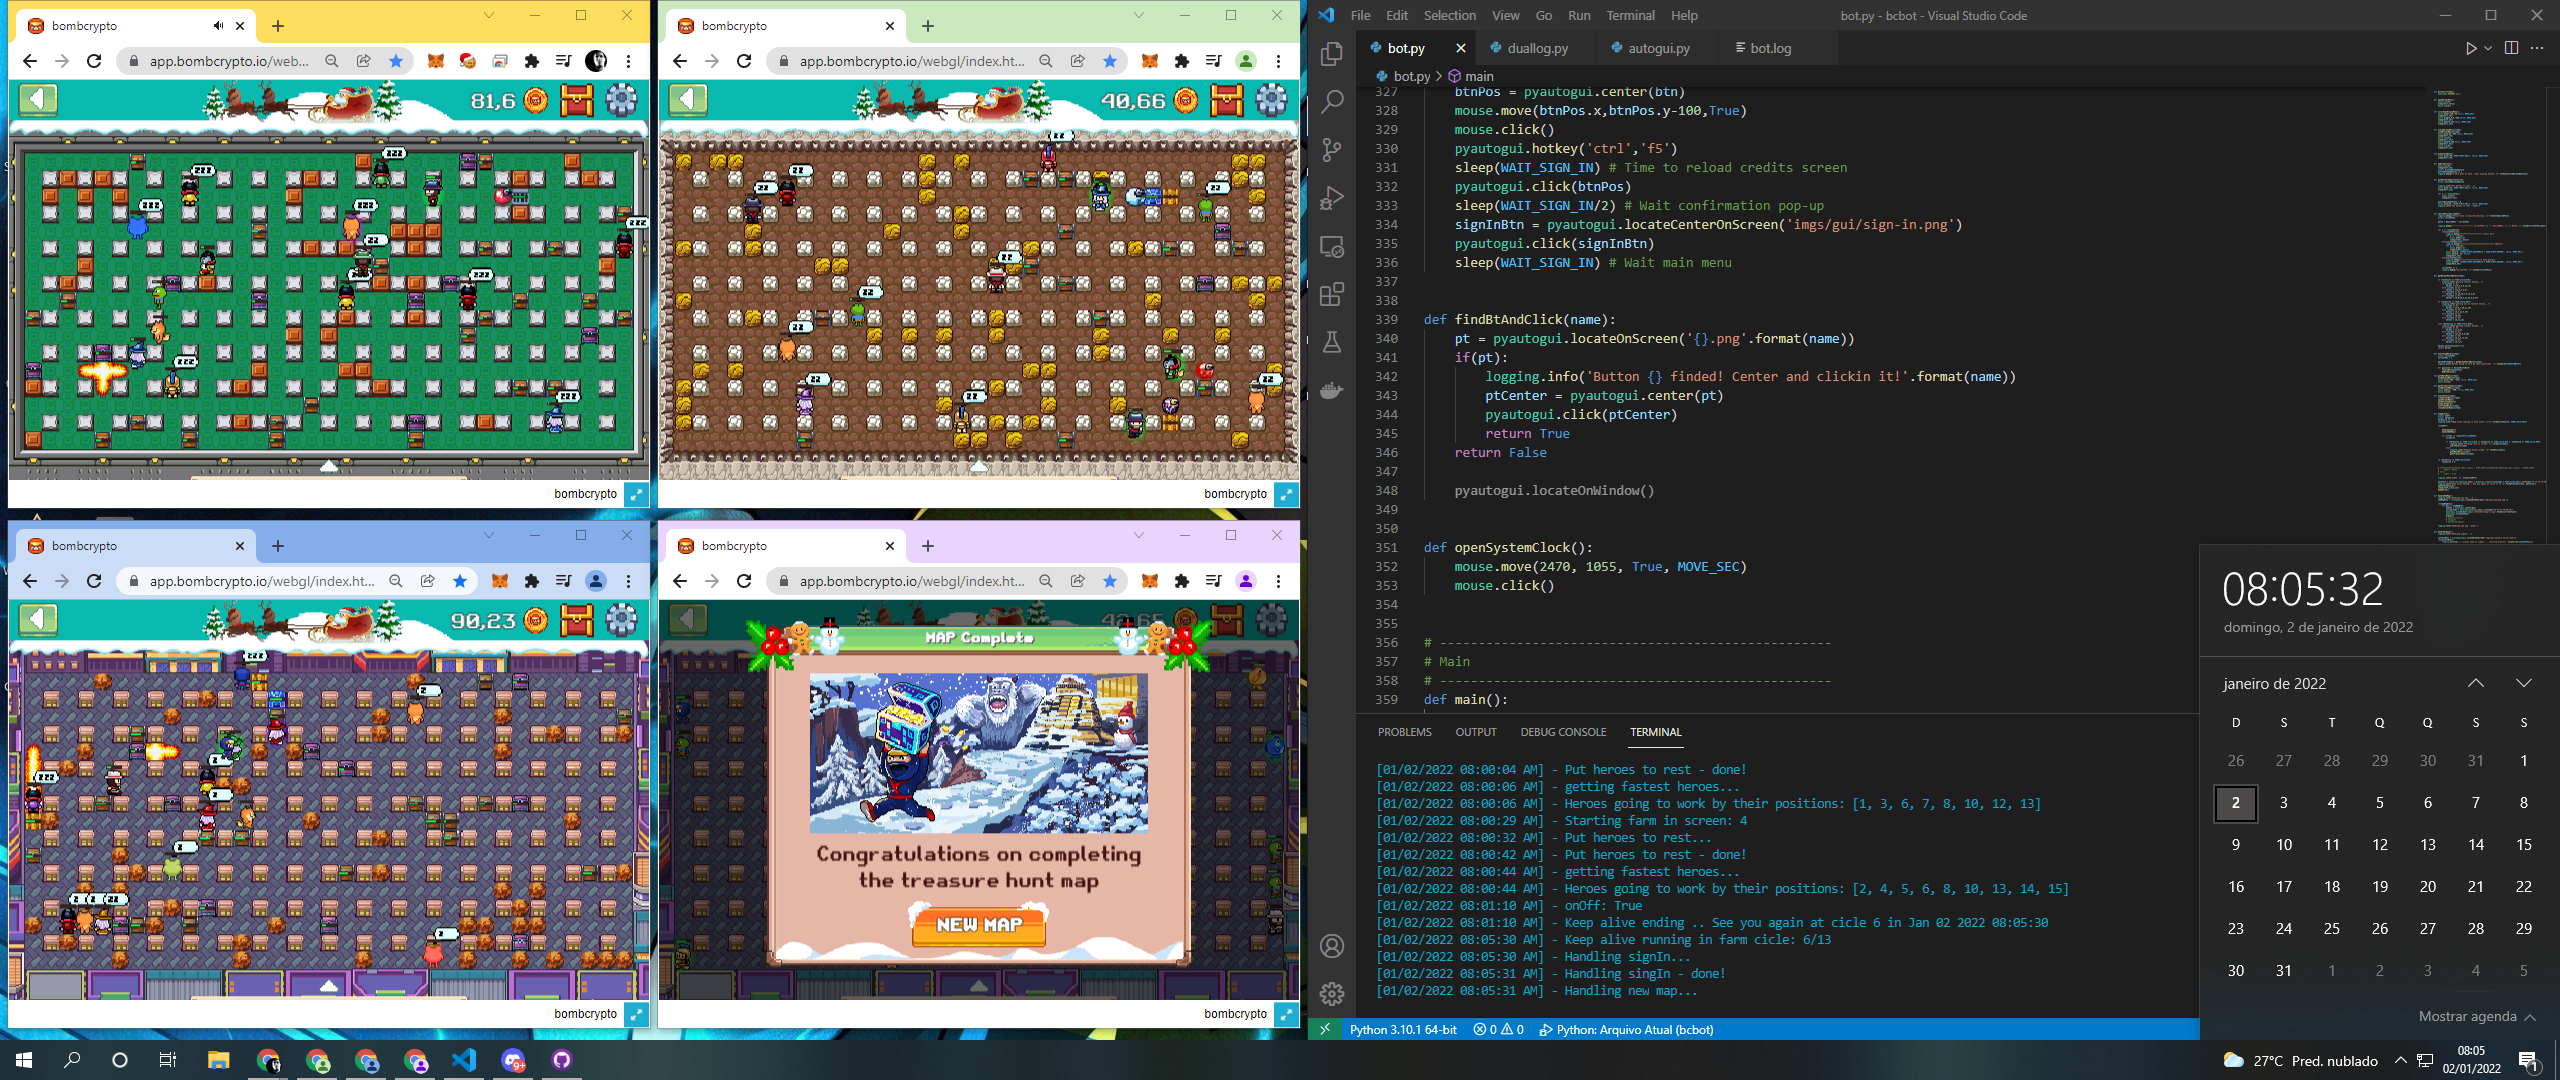 bombcrypto
app.bombcrypto.io/web...
81,6
bombcrypto
bombcrypto
app.bombcrypto.io/webgl/index.ht...
40,66
bombcrypto
bombcrypto
app.bombcrypto.io/webgl/index.ht...
90,23
bombcrypto
bombcrypto
app.bombcrypto.io/webgl/index.ht...
MAP Complete
Congratulations on completing
the treasure hunt map
NEW MAP
bombcrypto
File Edit Selection View Go Run Terminal Help
bot.py - bcbot - Visual Studio Code
bot.py duallog.py autogui.py bot.log
bot.py > main
327 btnPos = pyautogui.center(btn)
328 mouse.move(btnPos.x,btnPos.y-100,True)
329 mouse.click()
330 pyautogui.hotkey('ctrl','f5')
331 sleep(WAIT_SIGN_IN) # Time to reload credits screen
332 pyautogui.click(btnPos)
333 sleep(WAIT_SIGN_IN/2) # Wait confirmation pop-up
334 signInBtn = pyautogui.locateCenterOnScreen('imgs/gui/sign-in.png')
335 pyautogui.click(signInBtn)
336 sleep(WAIT_SIGN_IN) # Wait main menu
337
338
339 def findBtAndClick(name):
340 pt = pyautogui.locateOnScreen('{}.png'.format(name))
341 if(pt):
342 logging.info('Button {} finded! Center and clickin it!'.format(name))
343 ptCenter = pyautogui.center(pt)
344 pyautogui.click(ptCenter)
345 return True
346 return False
347
348 pyautogui.locateOnWindow()
349
350
351 def openSystemClock():
352 mouse.move(2470, 1055, True, MOVE_SEC)
353 mouse.click()
354
355
356 # ---------------------------------------------------
357 # Main
358 # ---------------------------------------------------
359 def main():
PROBLEMS OUTPUT DEBUG CONSOLE TERMINAL
[01/02/2022 08:00:04 AM] - Put heroes to rest - done!
[01/02/2022 08:00:06 AM] - getting fastest heroes...
[01/02/2022 08:00:06 AM] - Heroes going to work by their positions: [1, 3, 6, 7, 8, 10, 12, 13]
[01/02/2022 08:00:29 AM] - Starting farm in screen: 4
[01/02/2022 08:00:32 AM] - Put heroes to rest...
[01/02/2022 08:00:42 AM] - Put heroes to rest - done!
[01/02/2022 08:00:44 AM] - getting fastest heroes...
[01/02/2022 08:00:44 AM] - Heroes going to work by their positions: [2, 4, 5, 6, 8, 10, 13, 14, 15]
[01/02/2022 08:01:10 AM] - onOff: True
[01/02/2022 08:01:10 AM] - Keep alive ending .. See you again at cicle 6 in Jan 02 2022 08:05:30
[01/02/2022 08:05:30 AM] - Keep alive running in farm cicle: 6/13
[01/02/2022 08:05:30 AM] - Handling signIn...
[01/02/2022 08:05:31 AM] - Handling singIn - done!
[01/02/2022 08:05:31 AM] - Handling new map...
Python 3.10.1 64-bit 0 0 Python: Arquivo Atual (bcbot)
08:05:32
domingo, 2 de janeiro de 2022
janeiro de 2022
D S T Q Q S S
26 27 28 29 30 31 1
2 3 4 5 6 7 8
9 10 11 12 13 14 15
16 17 18 19 20 21 22
23 24 25 26 27 28 29
30 31 1 2 3 4 5
Mostrar agenda
9+
27°C Pred. nublado
08:05
02/01/2022
1